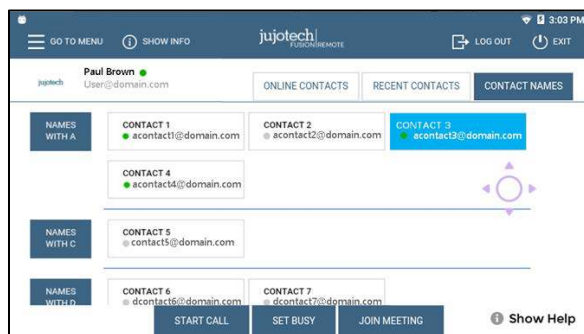 3:03 PM
GO TO MENU
SHOW INFO
jujotech
FUSION REMOTE
LOG OUT
EXIT
jujotech
Paul Brown
User@domain.com
ONLINE CONTACTS
RECENT CONTACTS
CONTACT NAMES
NAMES
WITH A
CONTACT 1
acontact1@domain.com
CONTACT 2
acontact2@domain.com
CONTACT 3
acontact3@domain.com
CONTACT 4
acontact4@domain.com
NAMES
WITH C
CONTACT 5
contact5@domain.com
NAMES
WITH D
CONTACT 6
dcontact6@domain.com
CONTACT 7
dcontact7@domain.com
START CALL
SET BUSY
JOIN MEETING
Show Help